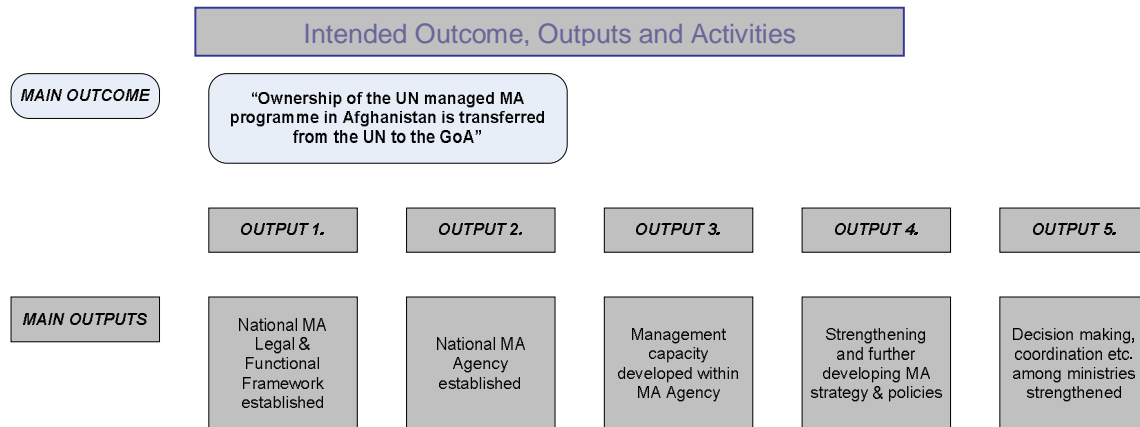 Intended Outcome, Outputs and Activities
MAIN OUTCOME
“Ownership of the UN managed MA
programme in Afghanistan is transferred
from the UN to the GoA”
OUTPUT 1.
OUTPUT 2.
OUTPUT 3.
OUTPUT 4.
OUTPUT 5.
MAIN OUTPUTS
National MA
Legal &
Functional
Framework
established
National MA
Agency
established
Management
capacity
developed within
MA Agency
Strengthening
and further
developing MA
strategy & policies
Decision making,
coordination etc.
among ministries
strengthened